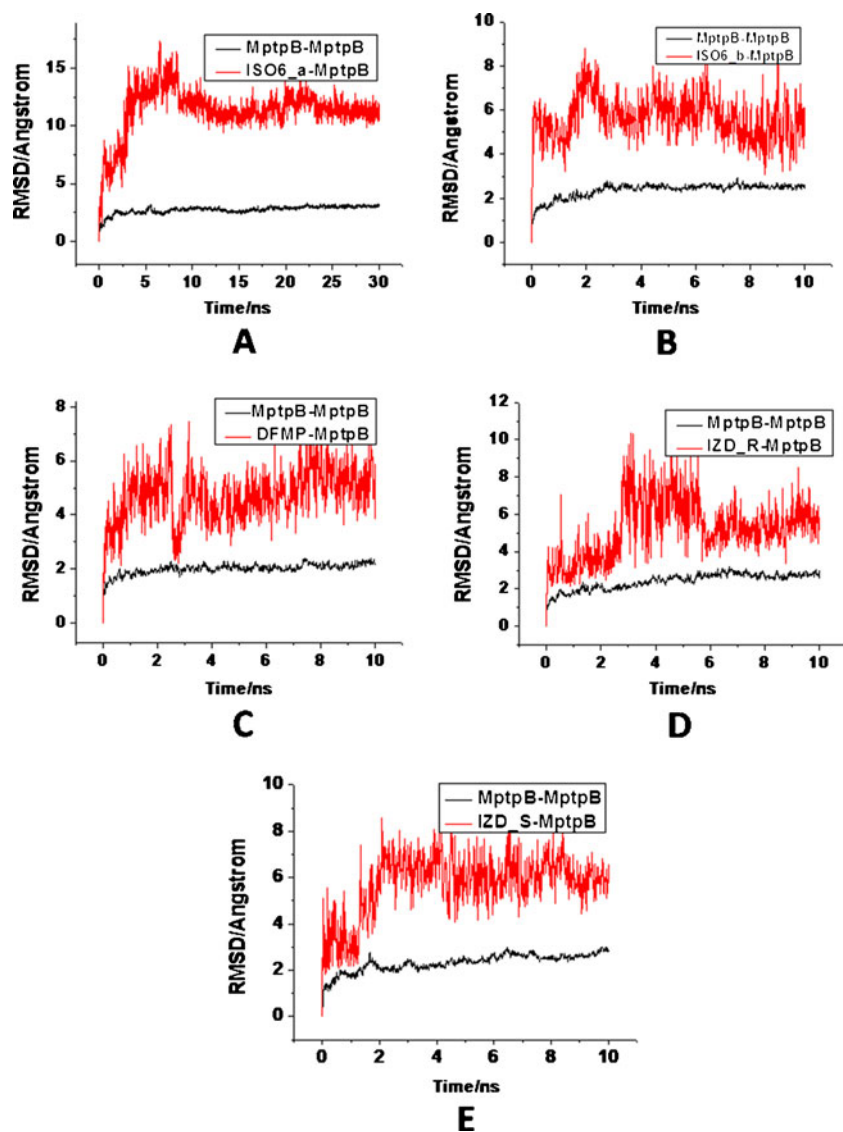 MptpB-MptpB
ISO6_a-MptpB
RMSD/Angstrom
15
10
5
0
0 5 10 15 20 25 30
Time/ns
A
MptpB-MptpB
ISO6_b-MptpB
RMSD/Angstrom
10
8
6
4
2
0
0 2 4 6 8 10
Time/ns
B
MptpB-MptpB
DFMP-MptpB
RMSD/Angstrom
8
6
4
2
0
0 2 4 6 8 10
Time/ns
C
MptpB-MptpB
IZD_R-MptpB
RMSD/Angstrom
12
10
8
6
4
2
0
0 2 4 6 8 10
Time/ns
D
MptpB-MptpB
IZD_S-MptpB
RMSD/Angstrom
10
8
6
4
2
0
0 2 4 6 8 10
Time/ns
E